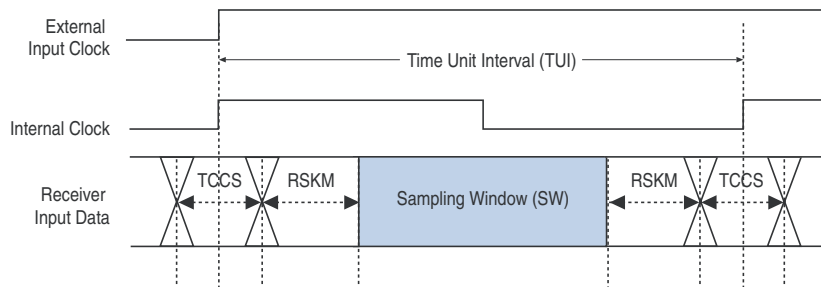 External
Input Clock
Time Unit Interval (TUI)
Internal Clock
Receiver
Input Data
TCCS
RSKM
Sampling Window (SW)
RSKM
TCCS